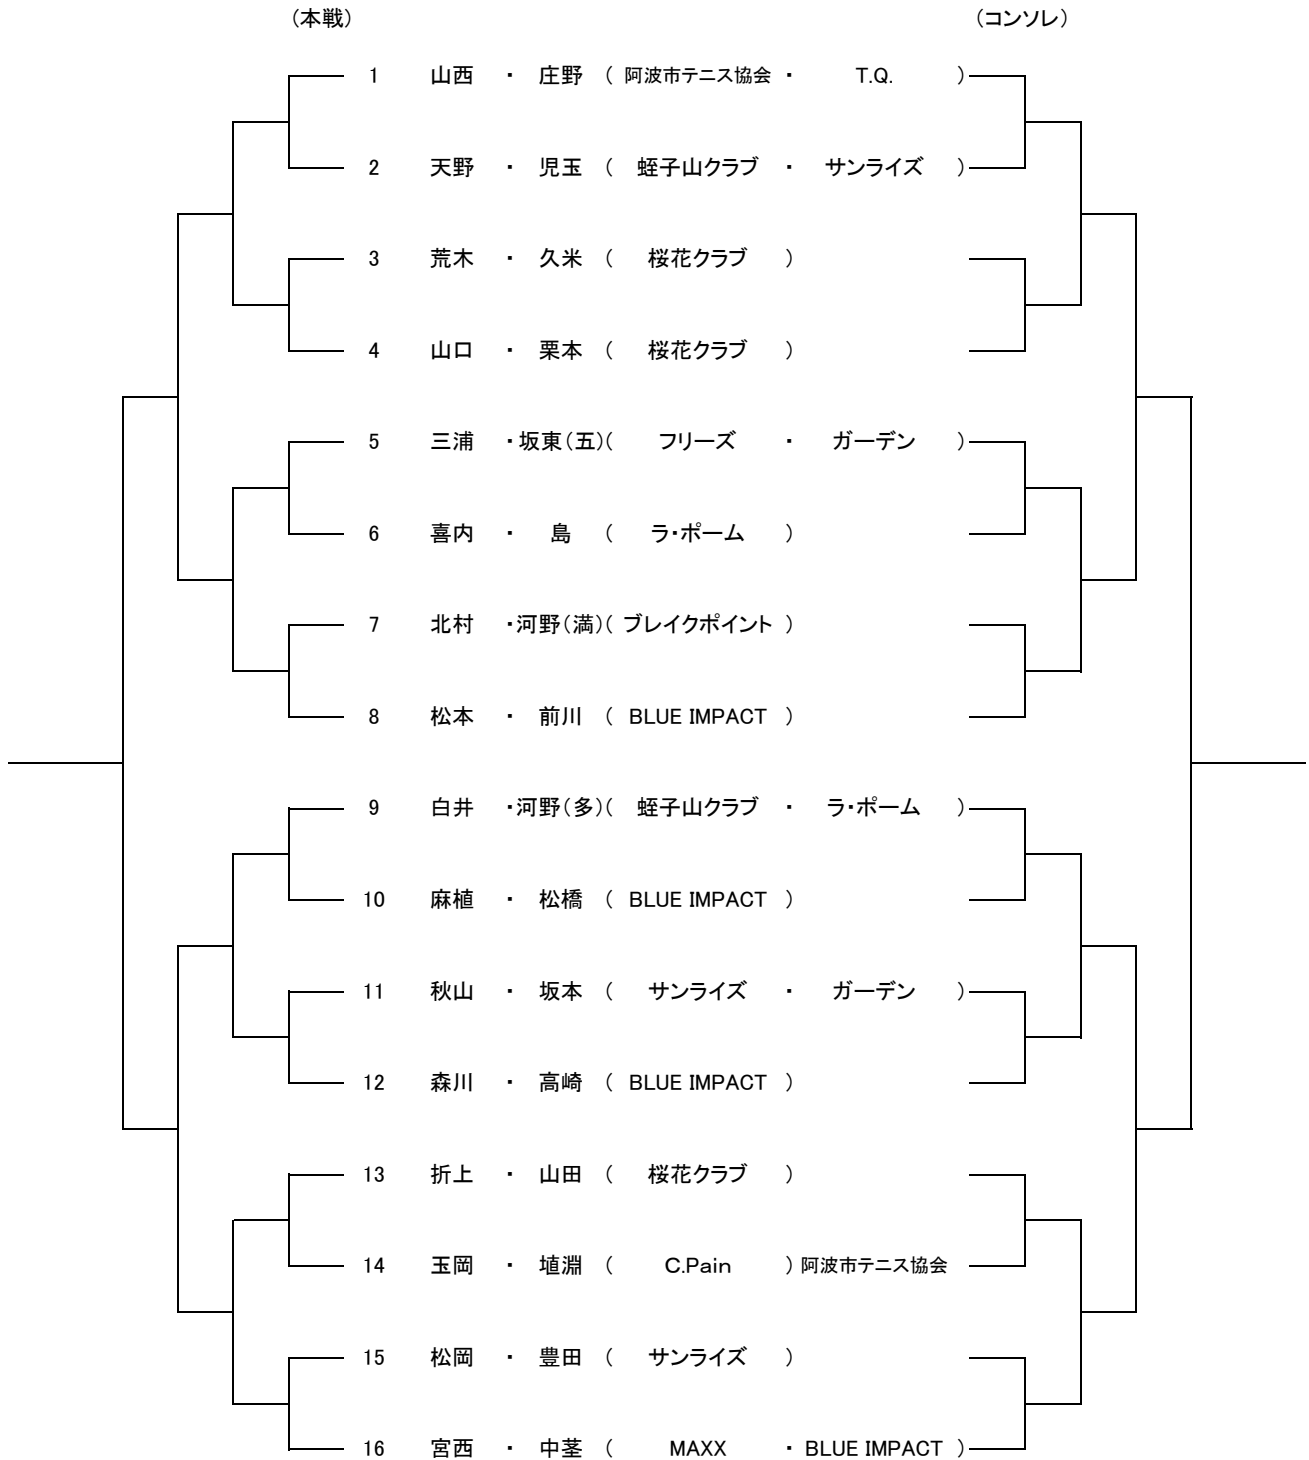 （本戦） （コンソレ）
1 山西 ・ 庄野 （ 阿波市テニス協会 ・ T.Q. ）
2 天野 ・ 児玉 （ 蛭子山クラブ ・ サンライズ ）
3 荒木 ・ 久米 （ 桜花クラブ ）
4 山口 ・ 栗本 （ 桜花クラブ ）
5 三浦 ・坂東（五）（ フリーズ ・ ガーデン ）
6 喜内 ・ 島 （ ラ・ポーム ）
7 北村 ・河野（満）（ ブレイクポイント ）
8 松本 ・ 前川 （ BLUE IMPACT ）
9 白井 ・河野（多）（ 蛭子山クラブ ・ ラ・ポーム ）
10 麻植 ・ 松橋 （ BLUE IMPACT ）
11 秋山 ・ 坂本 （ サンライズ ・ ガーデン ）
12 森川 ・ 高崎 （ BLUE IMPACT ）
13 折上 ・ 山田 （ 桜花クラブ ）
14 玉岡 ・ 埴淵 （ C.Pain ）阿波市テニス協会
15 松岡 ・ 豊田 （ サンライズ ）
16 宮西 ・ 中茎 （ MAXX ・ BLUE IMPACT ）